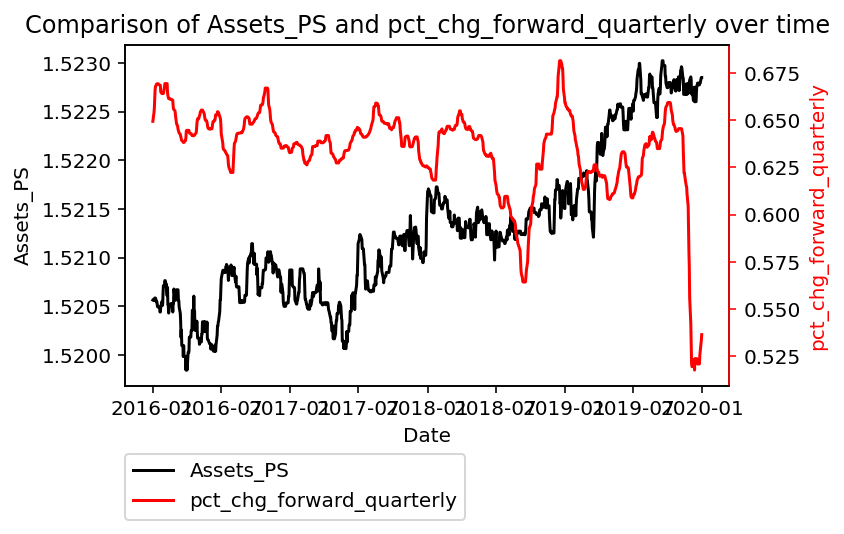 Comparison of Assets_PS and pct_chg_forward_quarterly over time
1.5230
1.5225
1.5220
1.5215
1.5210
1.5205
1.5200
Assets_PS
0.675
0.650
0.625
0.600
0.575
0.550
0.525
pct_chg_forward_quarterly
2016-01 2016-07 2017-01 2017-07 2018-01 2018-07 2019-01 2019-07 2020-01
Date
Assets_PS
pct_chg_forward_quarterly